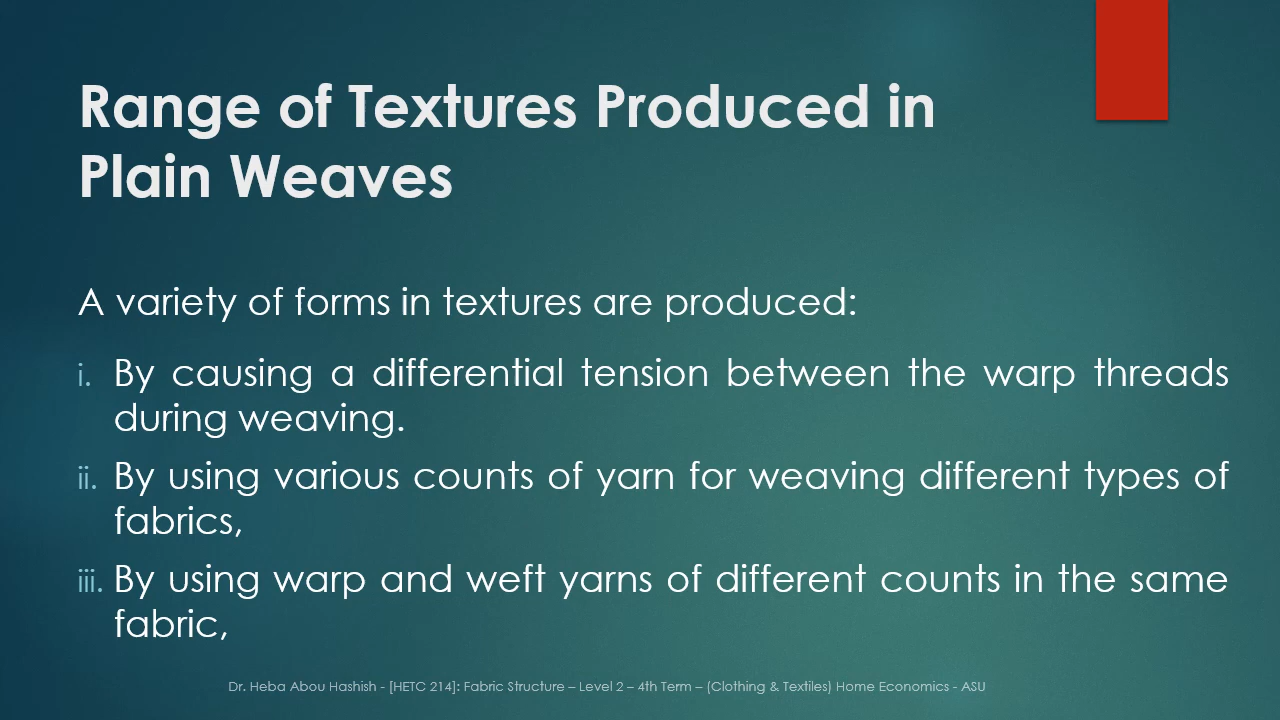 Range of Textures Produced in
Plain Weaves
A variety of forms in textures are produced:
i. By causing a differential tension between the warp threads
during weaving.
ii. By using various counts of yarn for weaving different types of
fabrics,
iii. By using warp and weft yarns of different counts in the same
fabric,
Dr. Heba Abou Hashish - [HETC 214]: Fabric Structure – Level 2 – 4th Term – (Clothing & Textiles) Home Economics - ASU